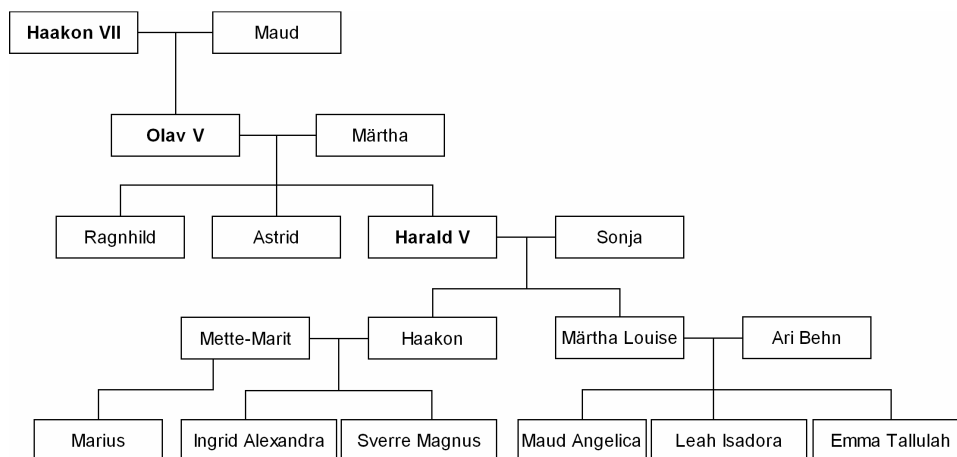 Haakon VII
Maud
Olav V
Märtha
Ragnhild
Astrid
Harald V
Sonja
Mette-Marit
Haakon
Märtha Louise
Ari Behn
Marius
Ingrid Alexandra
Sverre Magnus
Maud Angelica
Leah Isadora
Emma Tallulah